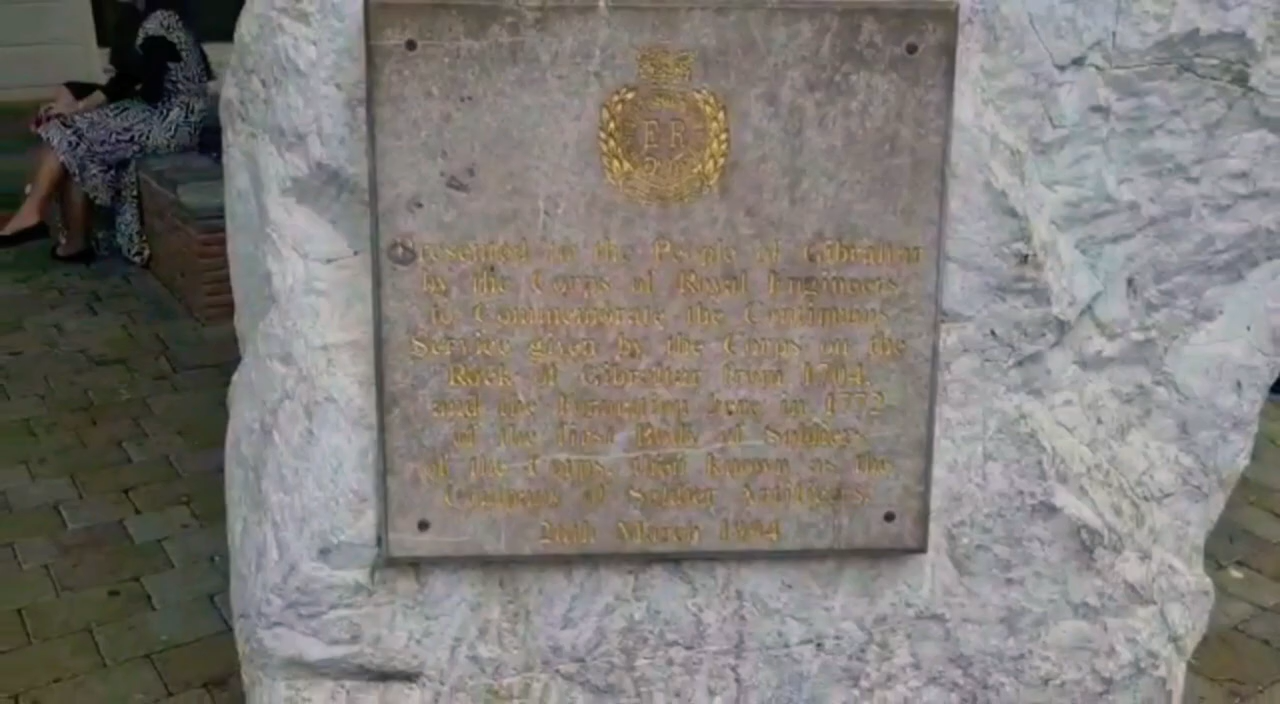 E R
Presented to the People of Gibraltar
by the Corps of Royal Engineers
to Commemorate the Continuous
Service given by the Corps on the
Rock of Gibraltar from 1704,
and the Formation here in 1772
of the first Body of Soldiers
of the Corps, then known as the
Company of Soldier Artificers.
26th March 1994